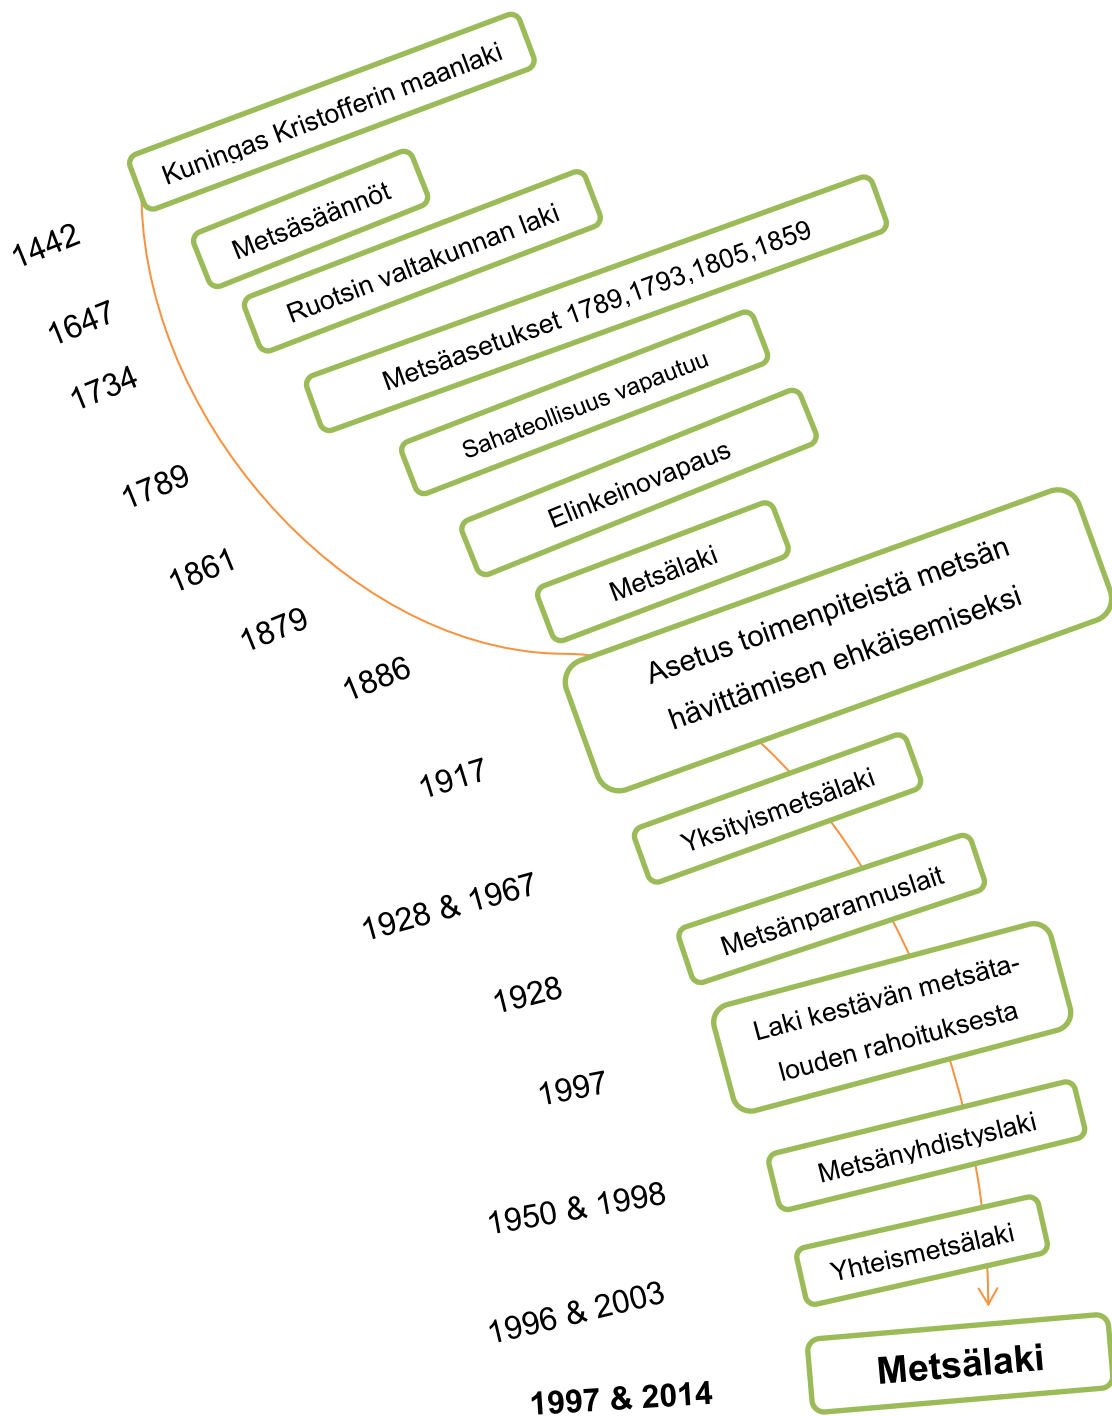 1442
Kuningas Kristofferin maanlaki
1647
Metsäsäännöt
1734
Ruotsin valtakunnan laki
1789
Metsäasetukset 1789,1793,1805,1859
1861
Sahateollisuus vapautuu
1879
Elinkeinovapaus
1886
Metsälaki
1917
Asetus toimenpiteistä metsän
hävittämisen ehkäisemiseksi
1928 & 1967
Yksityismetsälaki
1928
Metsänparannuslait
1997
Laki kestävän metsäta-
louden rahoituksesta
1950 & 1998
Metsänyhdistyslaki
1996 & 2003
Yhteismetsälaki
1997 & 2014
Metsälaki